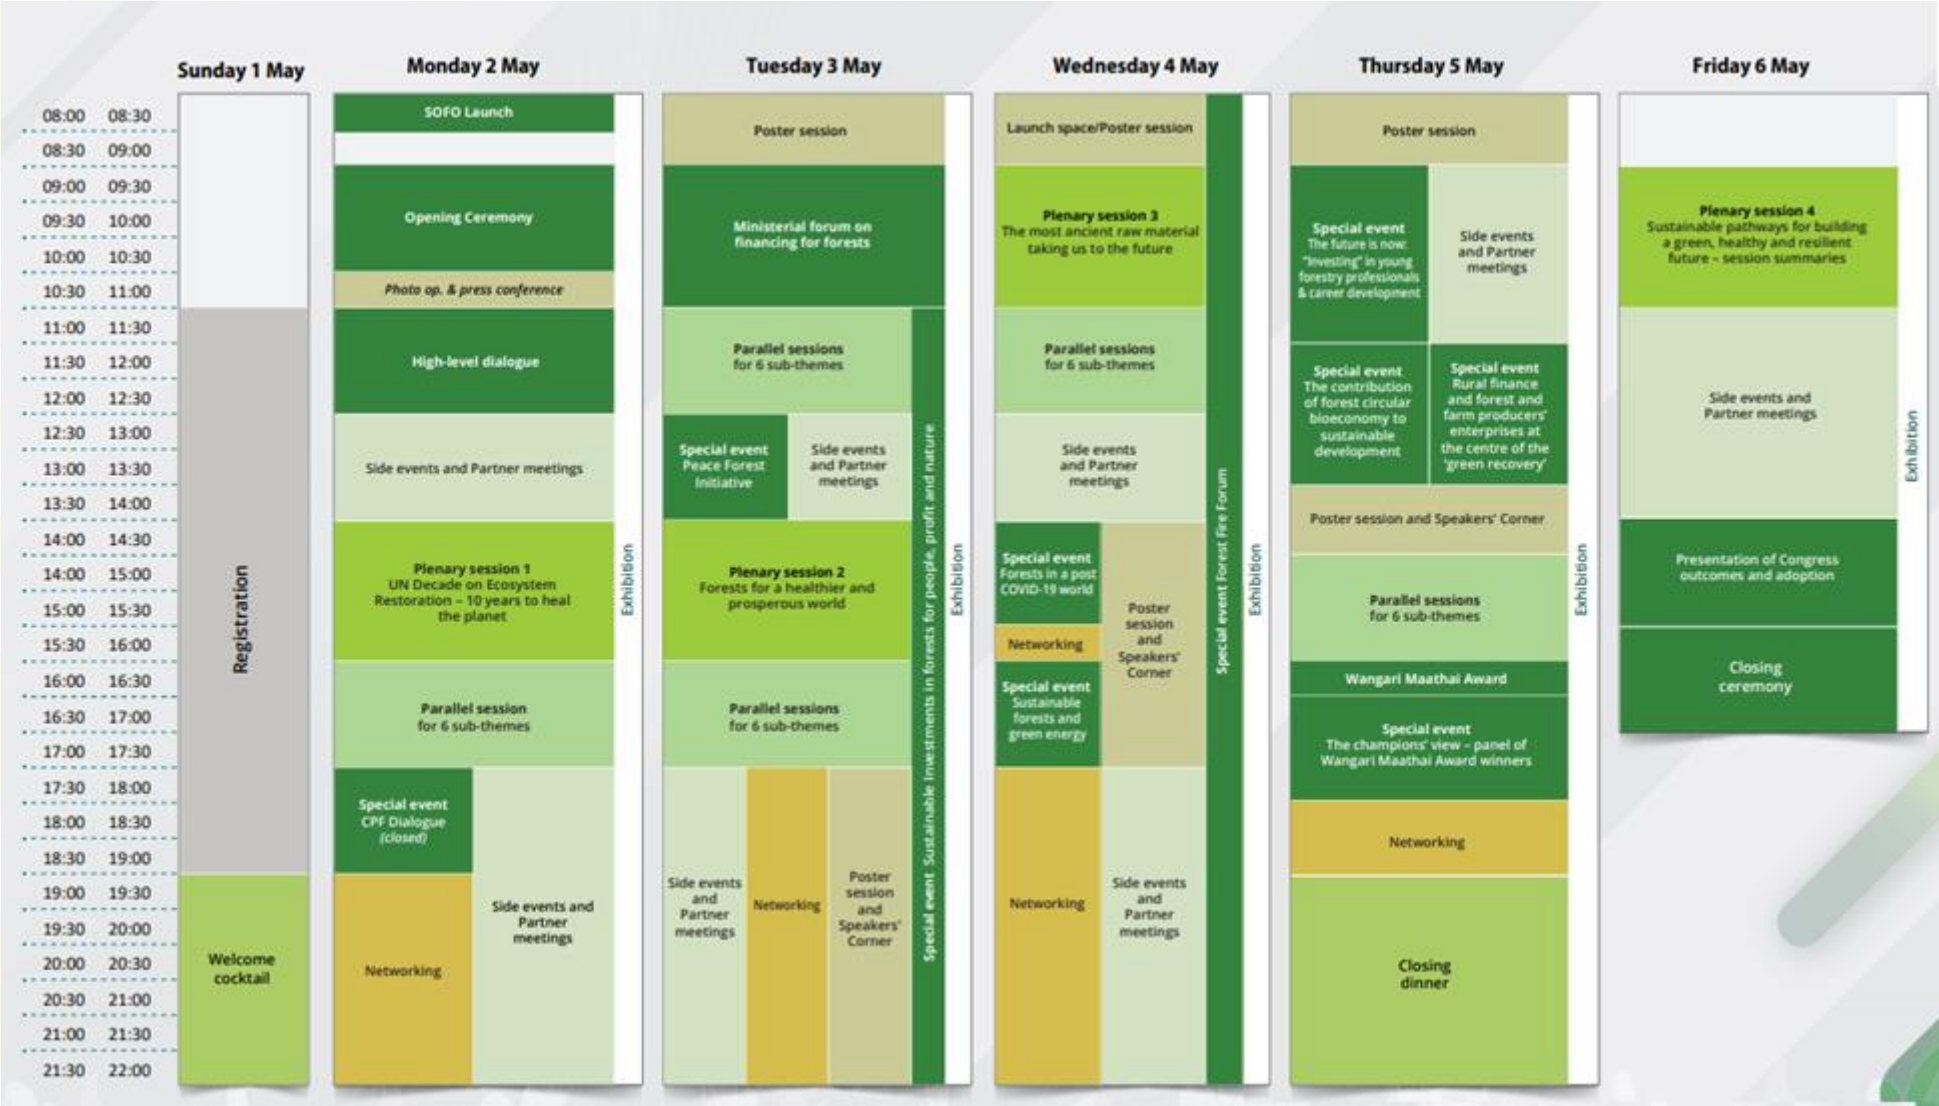 Sunday 1 May
Monday 2 May
Tuesday 3 May
Wednesday 4 May
Thursday 5 May
Friday 6 May
08:00 08:30
08:30 09:00
09:00 09:30
09:30 10:00
10:00 10:30
10:30 11:00
11:00 11:30
11:30 12:00
12:00 12:30
12:30 13:00
13:00 13:30
13:30 14:00
14:00 14:30
14:00 15:00
15:00 15:30
15:30 16:00
16:00 16:30
16:30 17:00
17:00 17:30
17:30 18:00
18:00 18:30
18:30 19:00
19:00 19:30
19:30 20:00
20:00 20:30
20:30 21:00
21:00 21:30
21:30 22:00
Registration
Welcome
cocktail
SOFO Launch
Opening Ceremony
Photo op. & press conference
High-level dialogue
Side events and Partner meetings
Plenary session 1
UN Decade on Ecosystem
Restoration – 10 years to heal
the planet
Parallel session
for 6 sub-themes
Special event
CPF Dialogue
(closed)
Networking
Side events and
Partner
meetings
Exhibition
Poster session
Ministerial forum on
financing for forests
Parallel sessions
for 6 sub-themes
Special event
Peace Forest
Initiative
Side events
and Partner
meetings
Plenary session 2
Forests for a healthier and
prosperous world
Parallel sessions
for 6 sub-themes
Side events
and
Partner
meetings
Networking
Poster
session
and
Speakers'
Corner
Special event Sustainable Investments in forests for people, profit and nature
Exhibition
Launch space/Poster session
Plenary session 3
The most ancient raw material
taking us to the future
Parallel sessions
for 6 sub-themes
Side events
and Partner
meetings
Special event
Forests in a post
COVID-19 world
Networking
Special event
Sustainable
forests and
green energy
Poster
session
and
Speakers'
Corner
Networking
Side events
and
Partner
meetings
Special event Forest Fire Forum
Exhibition
Poster session
Special event
The future is now:
"Investing" in young
forestry professionals
& career development
Side events
and Partner
meetings
Special event
The contribution
of forest circular
bioeconomy to
sustainable
development
Special event
Rural finance
and forest and
farm producers'
enterprises at
the centre of the
'green recovery'
Poster session and Speakers' Corner
Parallel sessions
for 6 sub-themes
Wangari Maathai Award
Special event
The champions' view – panel of
Wangari Maathai Award winners
Networking
Closing
dinner
Exhibition
Plenary session 4
Sustainable pathways for building
a green, healthy and resilient
future – session summaries
Side events and
Partner meetings
Presentation of Congress
outcomes and adoption
Closing
ceremony
Exhibition